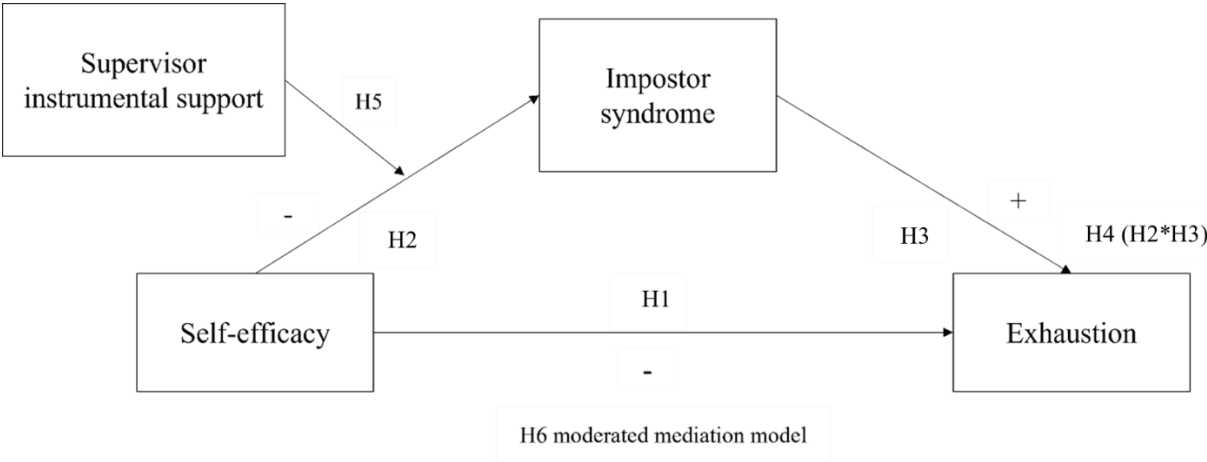 Supervisor
instrumental support
H5
Impostor
syndrome
-
H2
+
H3
H4 (H2*H3)
Self-efficacy
H1
-
Exhaustion
H6 moderated mediation model